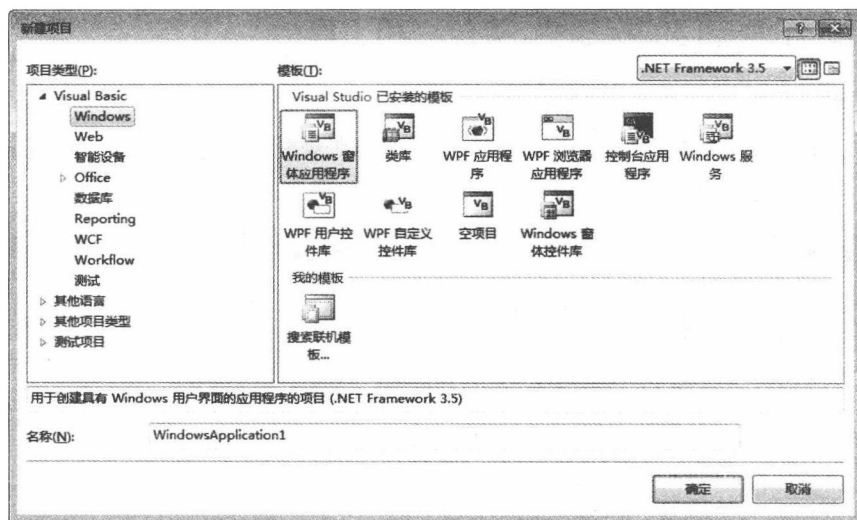 新建项目
项目类型(P):
模板(T):
.NET Framework 3.5
Visual Basic
Windows
Web
智能设备
Office
数据库
Reporting
WCF
Workflow
测试
其他语言
其他项目类型
测试项目
Visual Studio 已安装的模板
Windows 窗
体应用程序
类库
WPF 应用程
序
WPF 浏览器
应用程序
控制台应用
程序
Windows 服
务
WPF 用户控
件库
WPF 自定义
控件库
空项目
Windows 窗
体控件库
我的模板
搜索联机模
板...
用于创建具有 Windows 用户界面的应用程序的项目 (.NET Framework 3.5)
名称(N):
WindowsApplication1
确定
取消